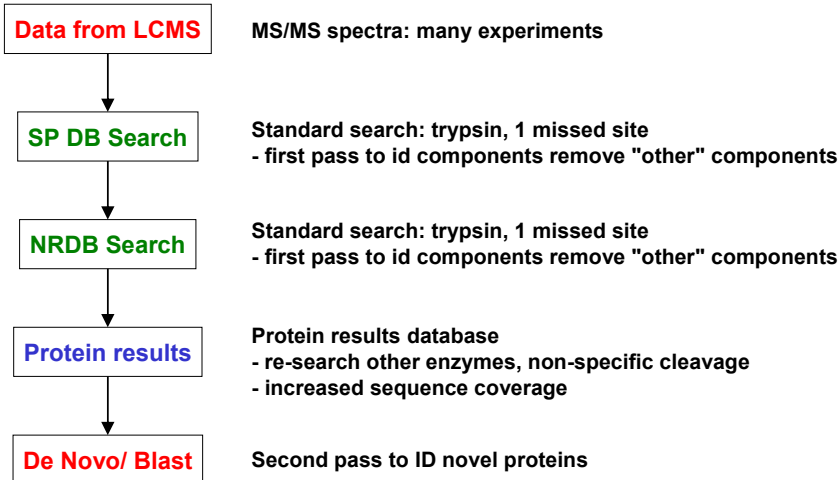 Data from LCMS
MS/MS spectra: many experiments
SP DB Search
Standard search: trypsin, 1 missed site
- first pass to id components remove "other" components
NRDB Search
Standard search: trypsin, 1 missed site
- first pass to id components remove "other" components
Protein results
Protein results database
- re-search other enzymes, non-specific cleavage
- increased sequence coverage
De Novo/ Blast
Second pass to ID novel proteins